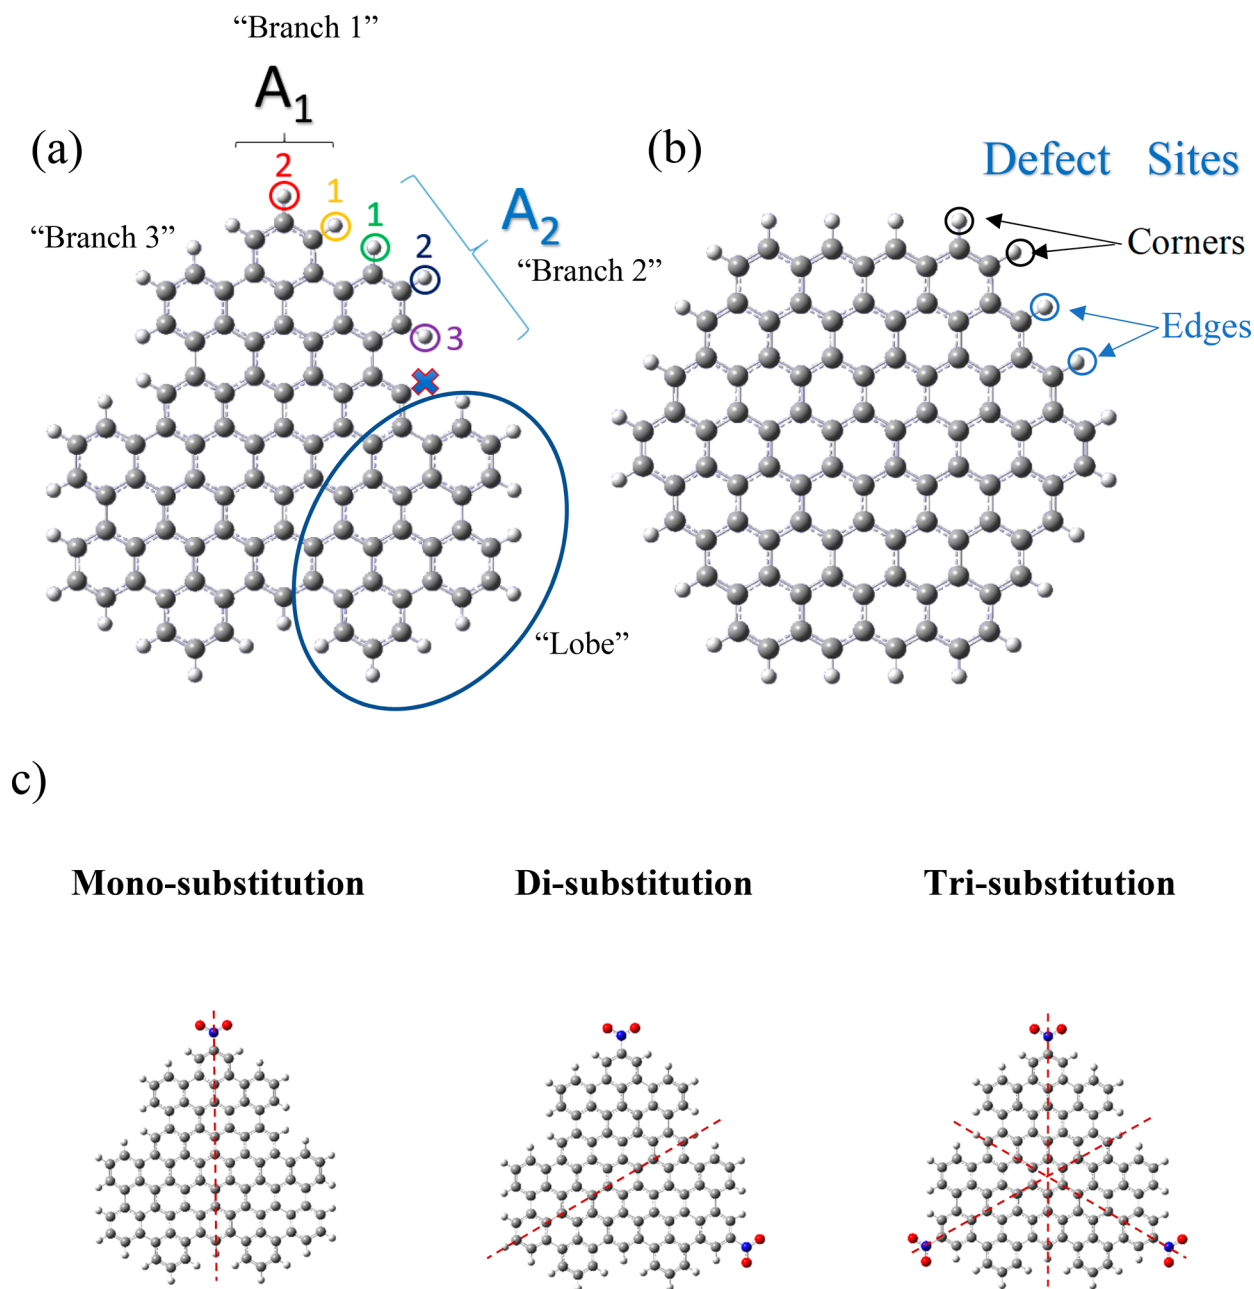 “Branch 1”
A1
(a)
(b)
Defect Sites
2
1
1
A2
“Branch 3”
2
“Branch 2”
Corners
3
Edges
“Lobe”
c)
Mono-substitution
Di-substitution
Tri-substitution